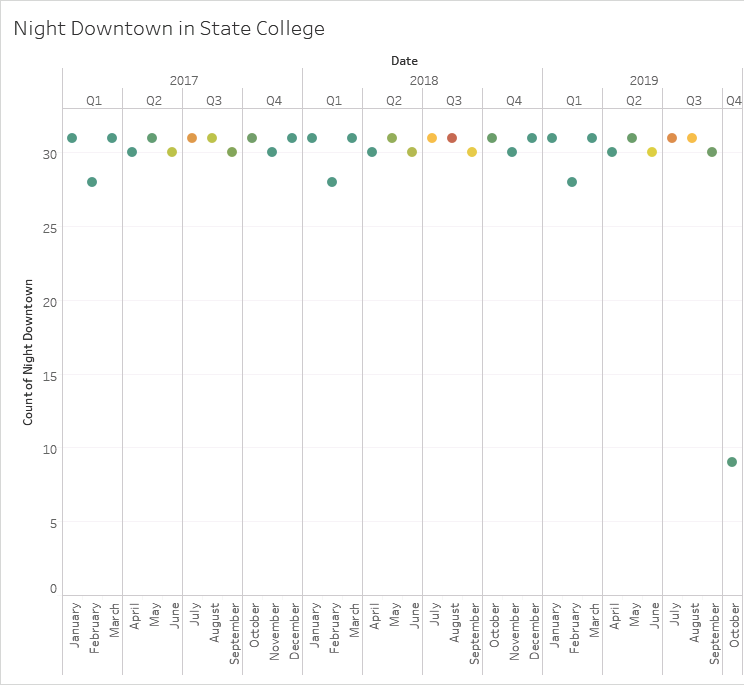 Night Downtown in State College
Date
2017 2018 2019
Q1 Q2 Q3 Q4 Q1 Q2 Q3 Q4 Q1 Q2 Q3 Q4
30
25
20
15
10
5
0
Count of Night Downtown
January February March April May June July August September October November December January February March April May June July August September October November December January February March April May June July August September October